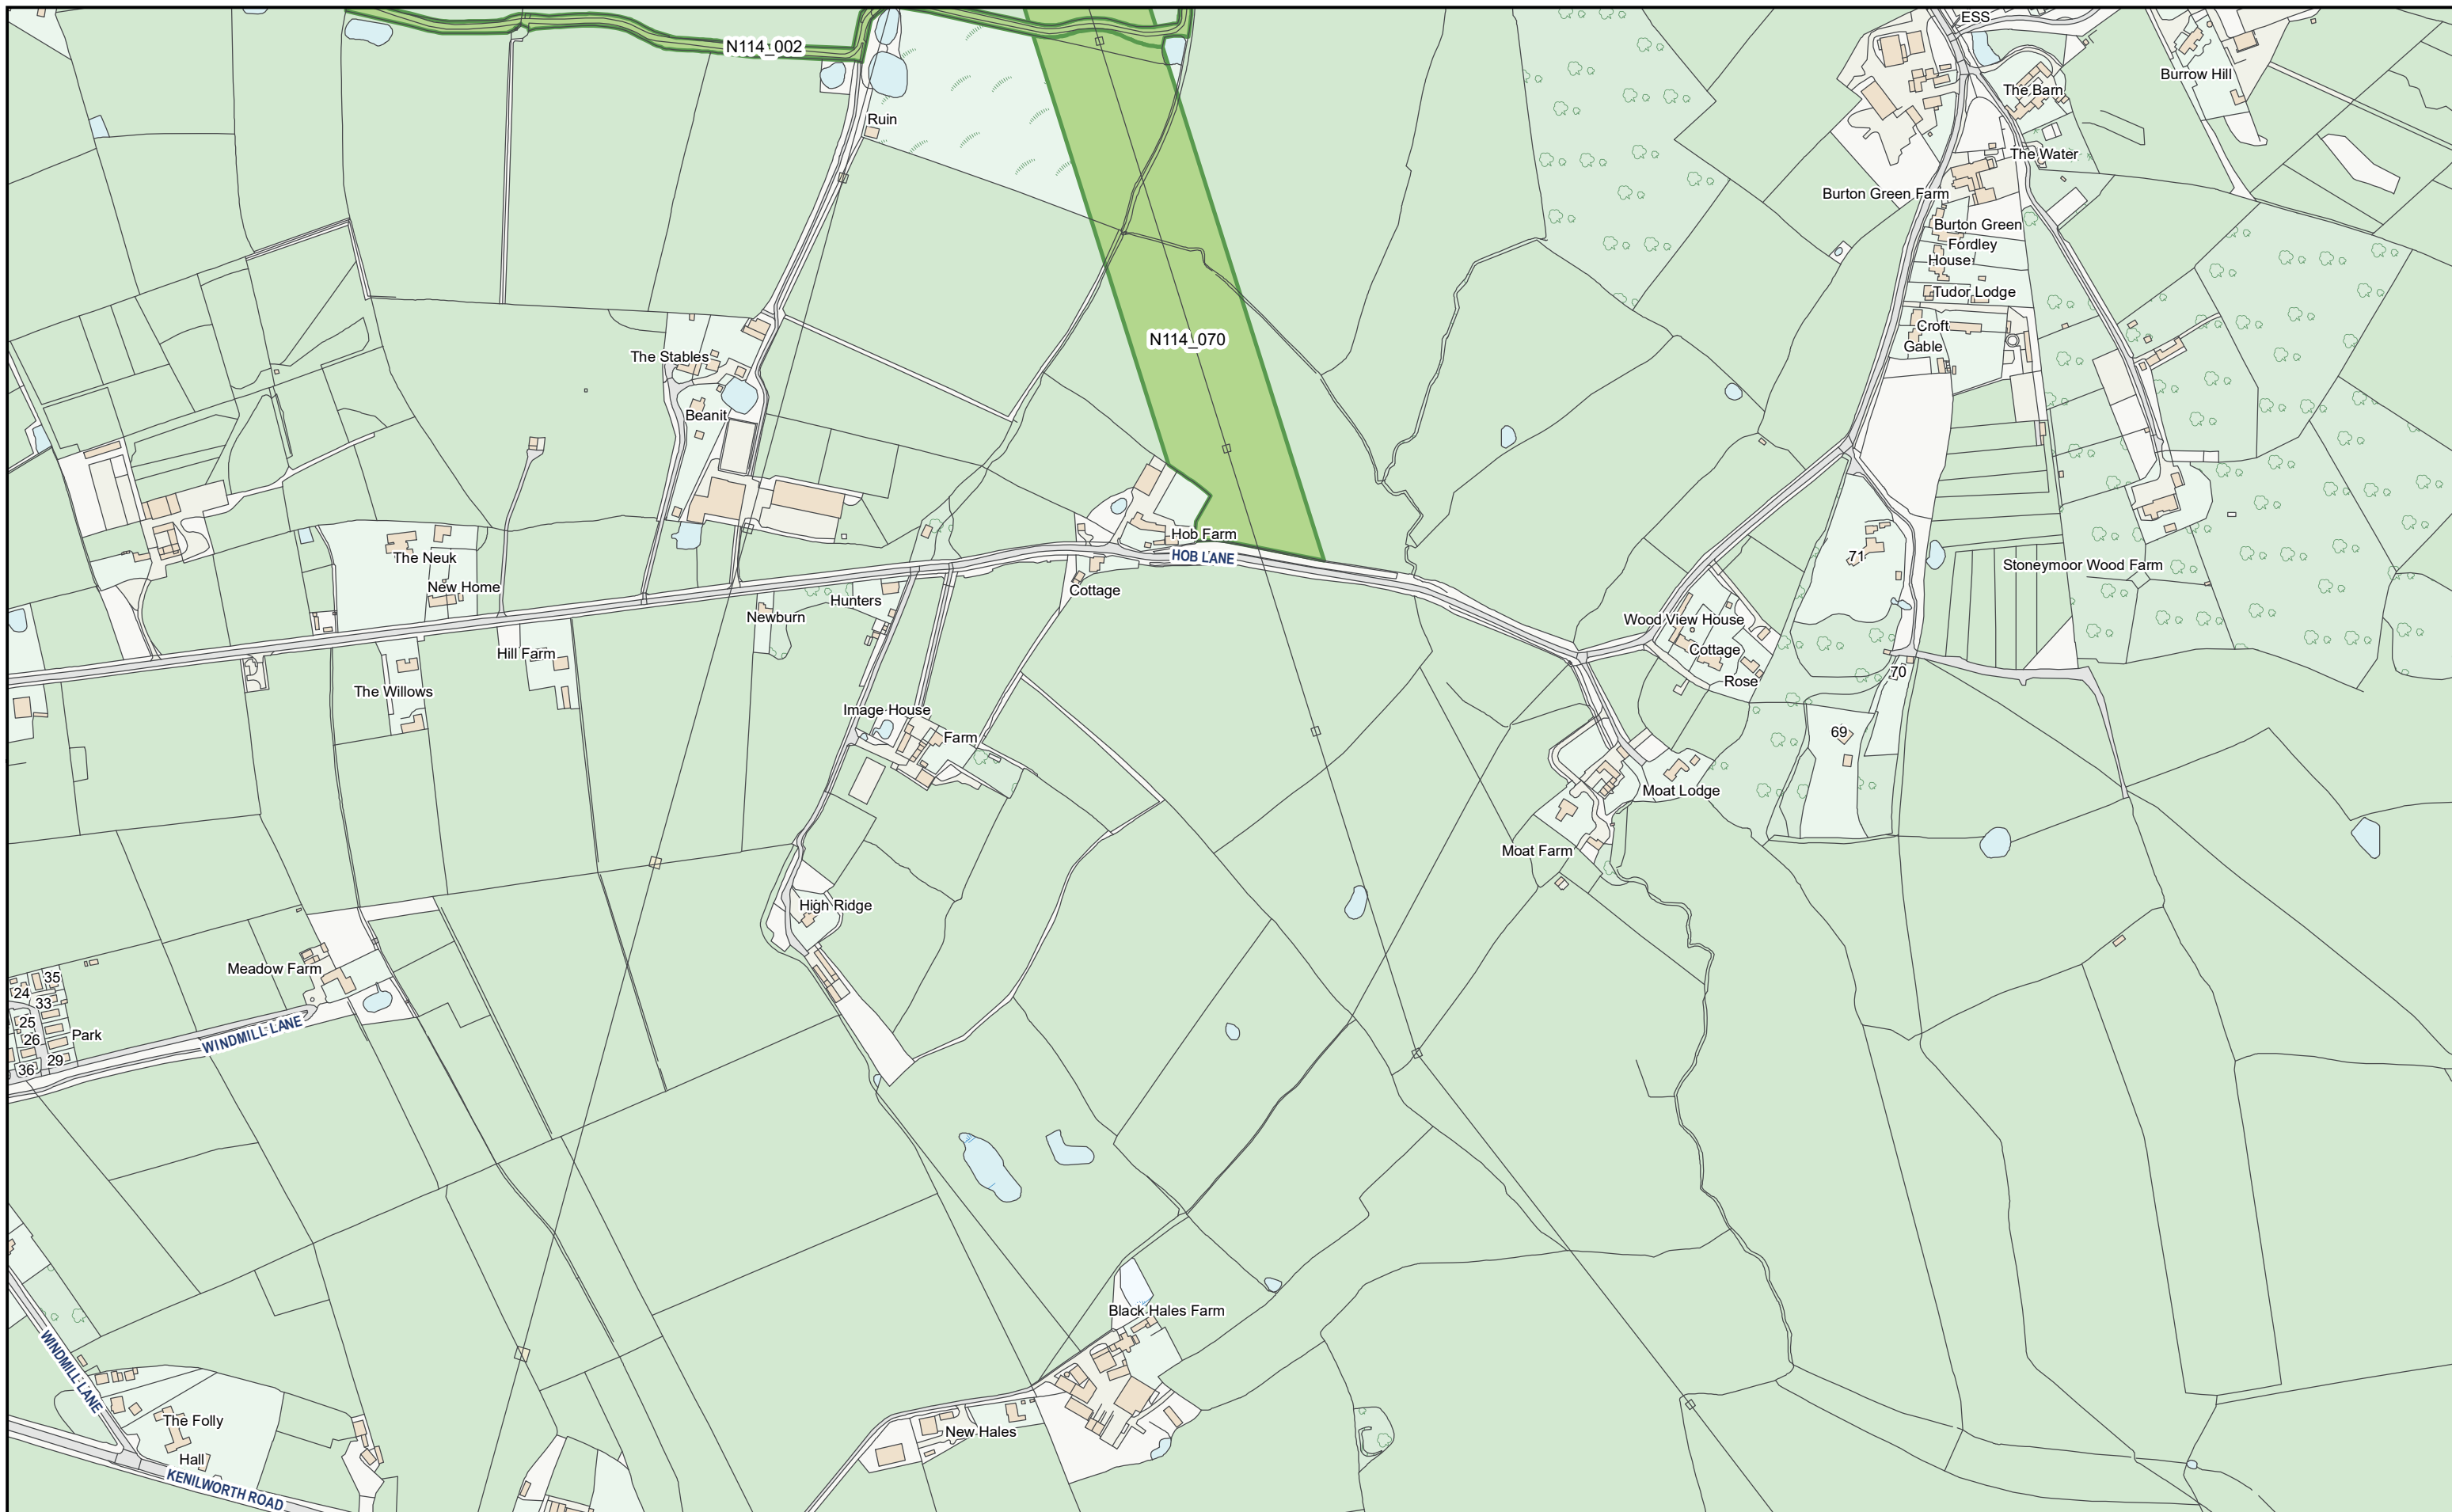 ESS
N114_002
Burrow Hill
The Barn
Ruin
The Water
Burton Green Farm
Burton Green
Fordley
House
Tudor Lodge
Croft
Gable
N114_070
The Stables
Beanit
Hob Farm
HOB LANE
The Neuk
New Home
71
Stoneymoor Wood Farm
Cottage
Hunters
Newburn
Wood View House
Cottage
Rose
70
Hill Farm
The Willows
Image House
Farm
69
Moat Lodge
Moat Farm
High Ridge
Meadow Farm
35
24
33
25
26
Park
29
36
WINDMILL LANE
Black Hales Farm
WINDMILL LANE
The Folly
Hall
New Hales
KENILWORTH ROAD